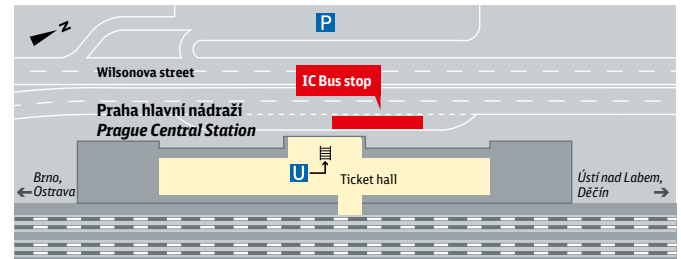 P
N
Wilsonova street
IC Bus stop
Praha hlavní nádraží
Prague Central Station
U
Ticket hall
Brno,
Ostrava
Ústí nad Labem,
Děčín